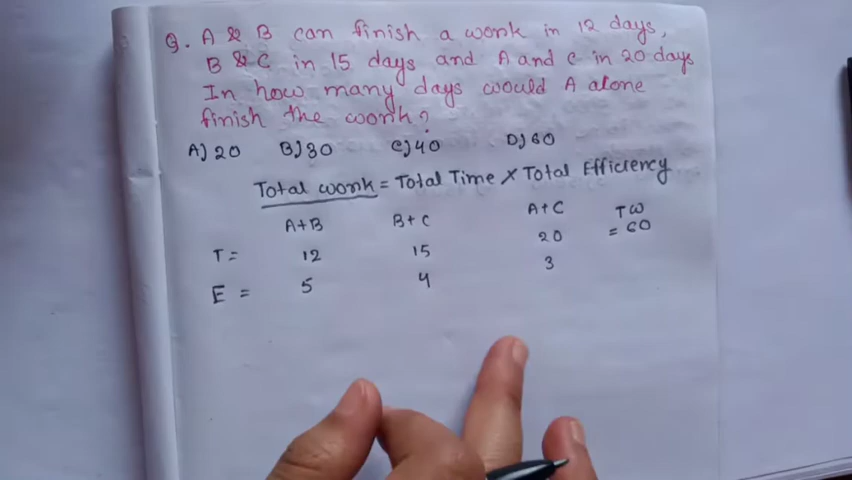 Q. A & B can finish a work in 12 days,
B & C in 15 days and A and C in 20 days
In how many days would A alone
finish the work?
A) 20 B) 30 C) 40 D) 60
Total work = Total Time × Total Efficiency
A+B B+C A+C TW
T = 12 15 20 = 60
E = 5 4 3